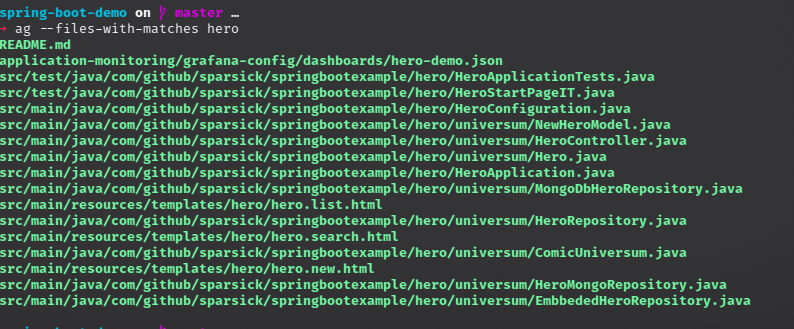 spring-boot-demo on master …
→ ag --files-with-matches hero
README.md
application-monitoring/grafana-config/dashboards/hero-demo.json
src/test/java/com/github/sparsick/springbootexample/hero/HeroApplicationTests.java
src/test/java/com/github/sparsick/springbootexample/hero/HeroStartPageIT.java
src/main/java/com/github/sparsick/springbootexample/hero/HeroConfiguration.java
src/main/java/com/github/sparsick/springbootexample/hero/universum/NewHeroModel.java
src/main/java/com/github/sparsick/springbootexample/hero/universum/HeroController.java
src/main/java/com/github/sparsick/springbootexample/hero/universum/Hero.java
src/main/java/com/github/sparsick/springbootexample/hero/HeroApplication.java
src/main/java/com/github/sparsick/springbootexample/hero/universum/MongoDbHeroRepository.java
src/main/resources/templates/hero/hero.list.html
src/main/java/com/github/sparsick/springbootexample/hero/universum/HeroRepository.java
src/main/resources/templates/hero/hero.search.html
src/main/java/com/github/sparsick/springbootexample/hero/universum/ComicUniversum.java
src/main/resources/templates/hero/hero.new.html
src/main/java/com/github/sparsick/springbootexample/hero/universum/HeroMongoRepository.java
src/main/java/com/github/sparsick/springbootexample/hero/universum/EmbbededHeroRepository.java